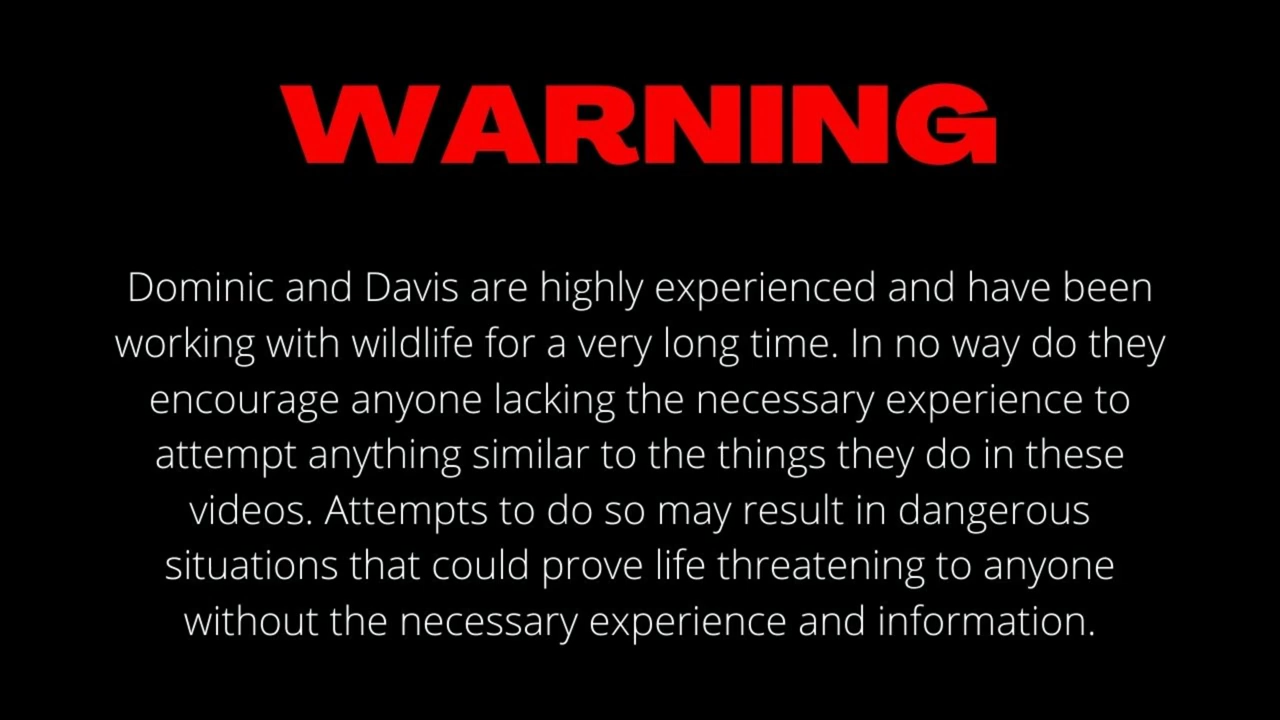 WARNING
Dominic and Davis are highly experienced and have been
working with wildlife for a very long time. In no way do they
encourage anyone lacking the necessary experience to
attempt anything similar to the things they do in these
videos. Attempts to do so may result in dangerous
situations that could prove life threatening to anyone
without the necessary experience and information.